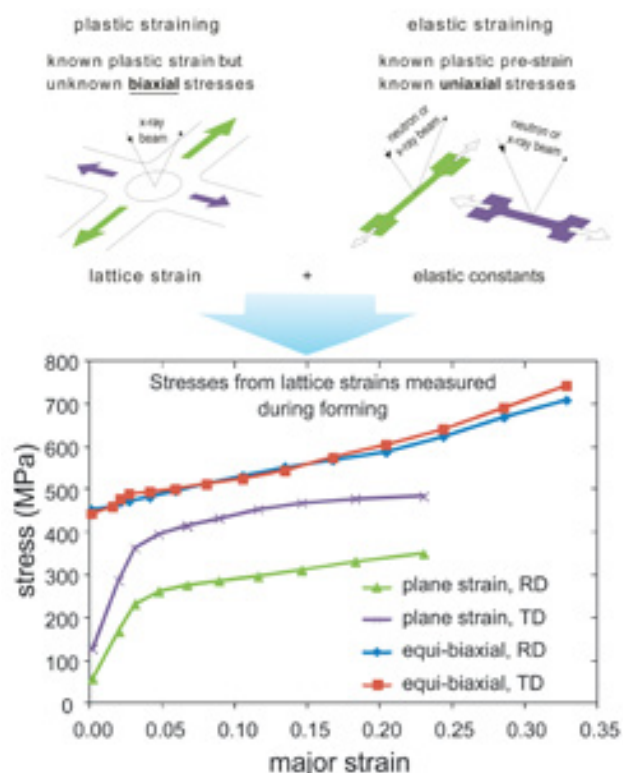 plastic straining
known plastic strain but
unknown biaxial stresses
x-ray
beam
lattice strain
elastic straining
known plastic pre-strain
known uniaxial stresses
neutron or
x-ray beam
neutron or
x-ray beam
+
elastic constants
Stresses from lattice strains measured
during forming
stress (MPa)
800
700
600
500
400
300
200
100
0
plane strain, RD
plane strain, TD
equi-biaxial, RD
equi-biaxial, TD
0.00 0.05 0.10 0.15 0.20 0.25 0.30 0.35
major strain